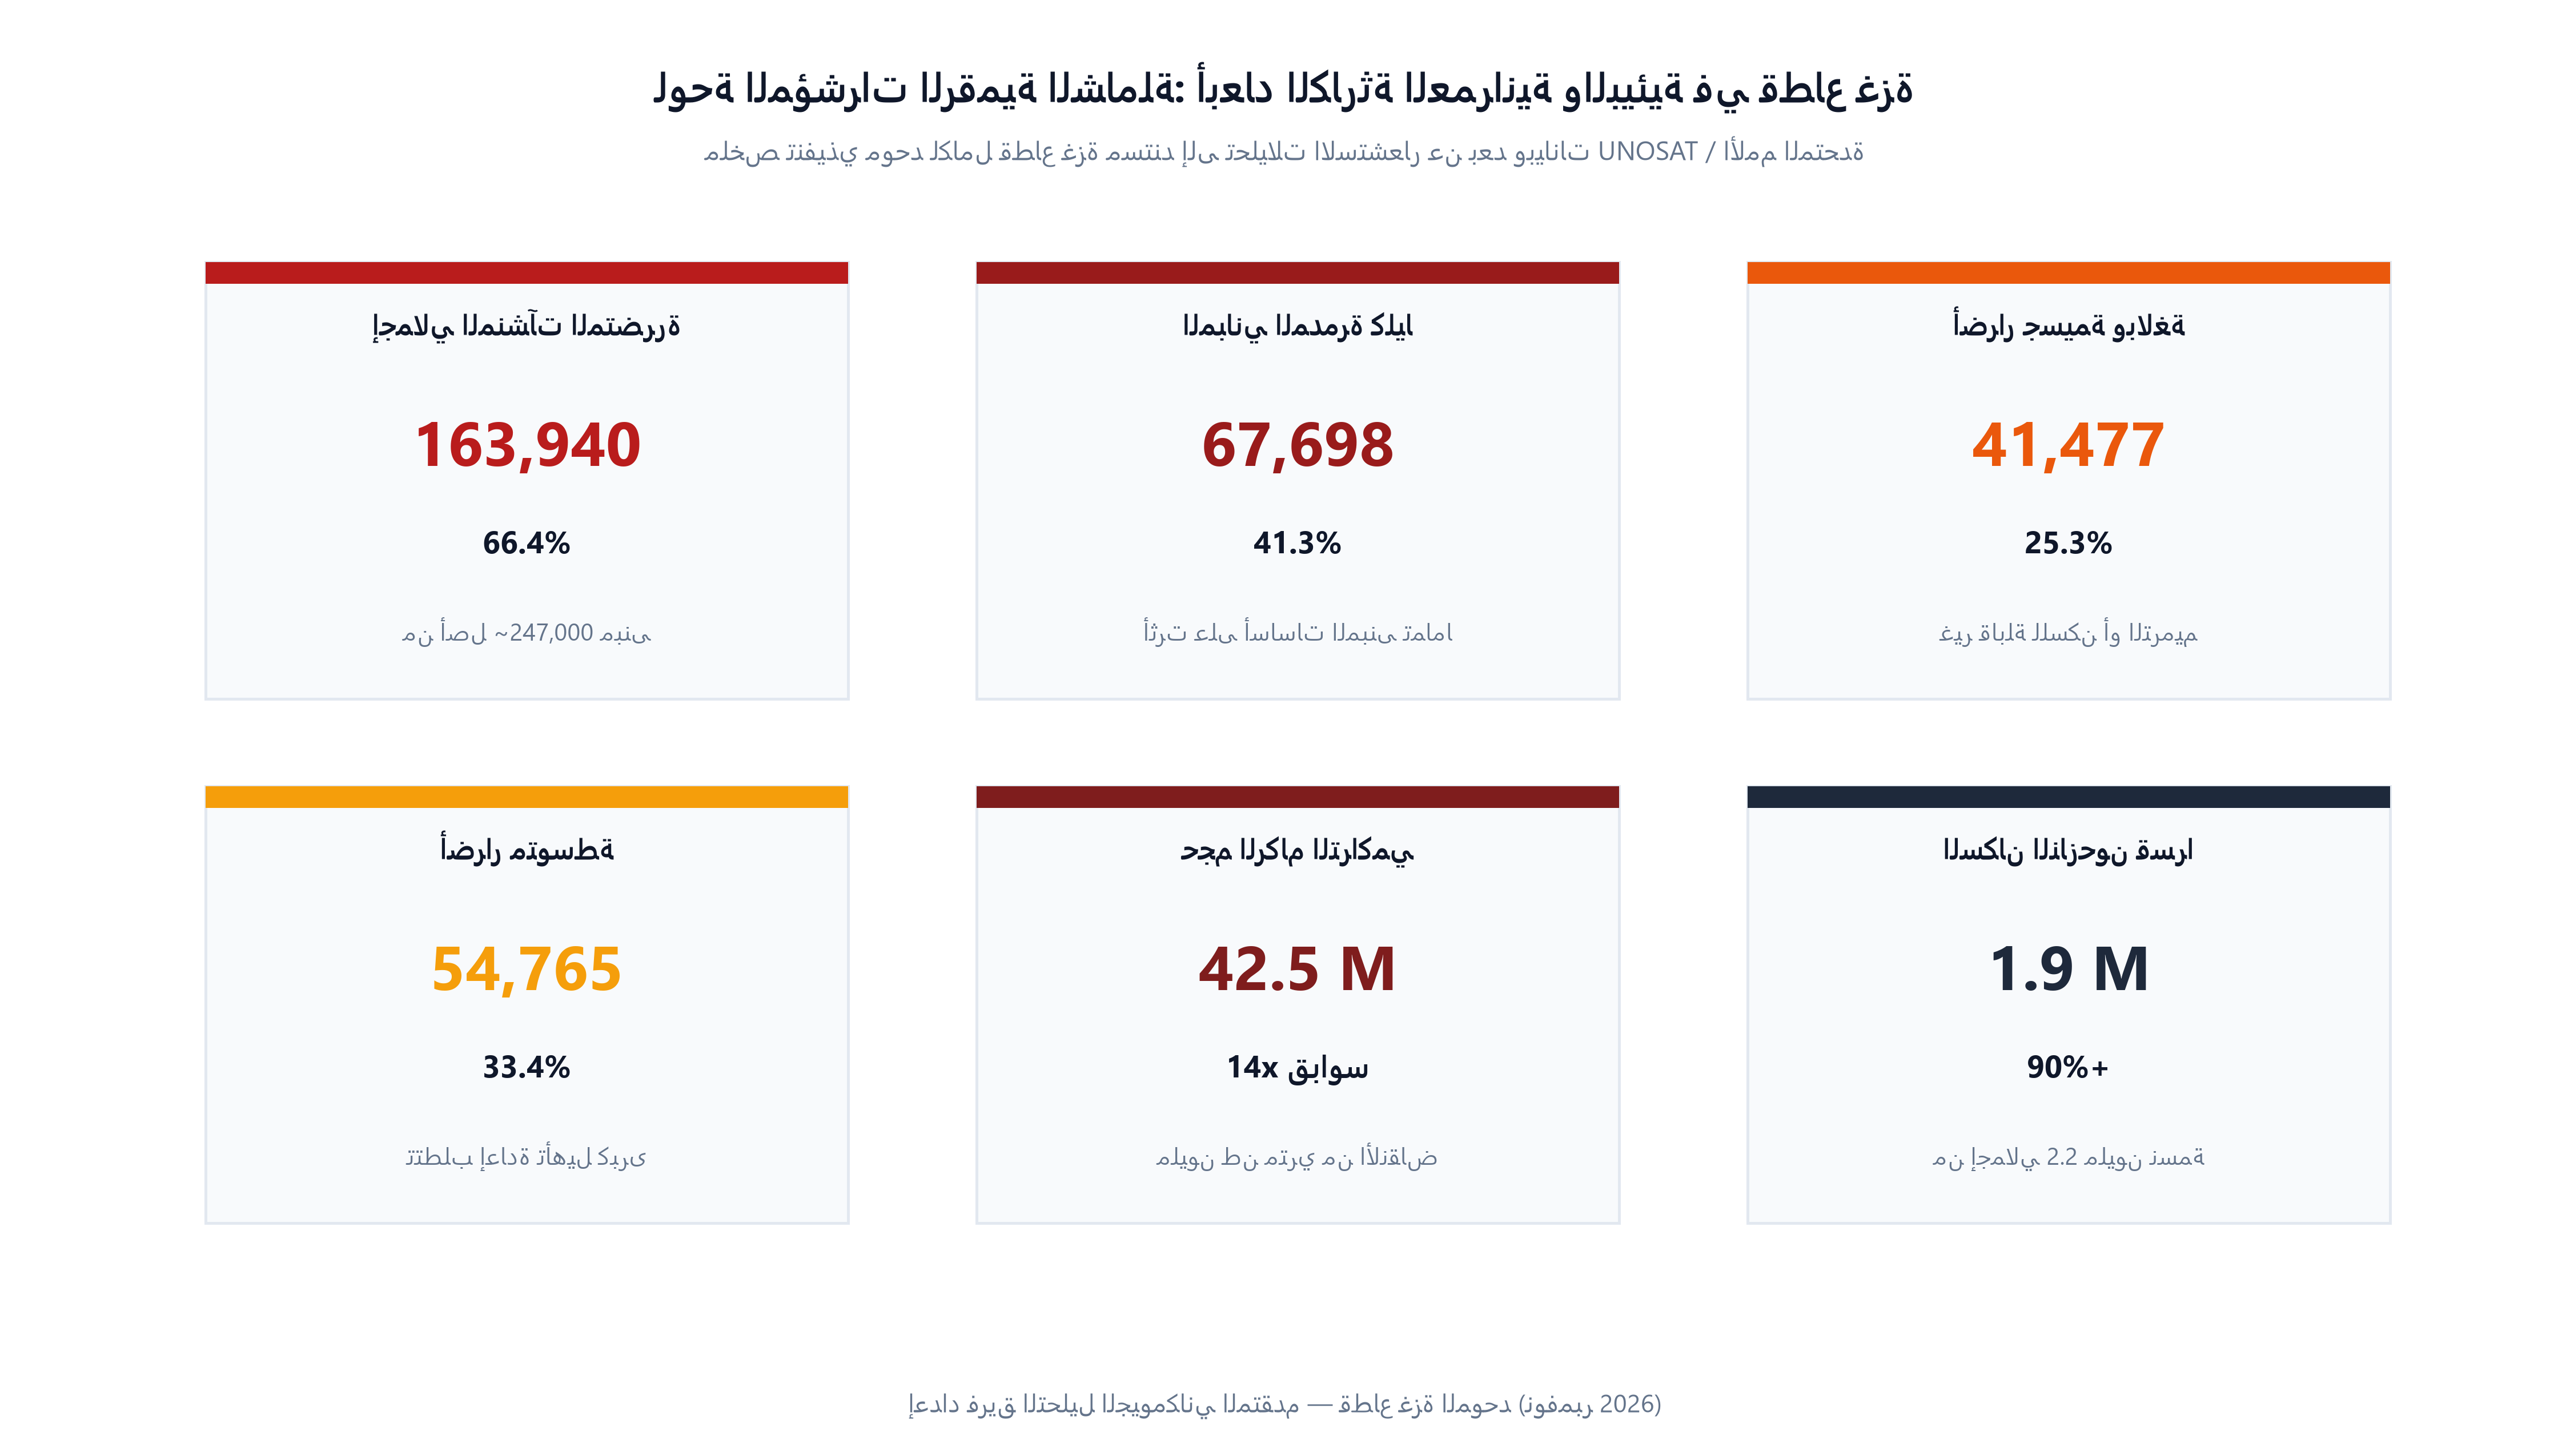 لوحة المؤشرات الرقمية الشاملة: أبعاد الكارثة العمرانية والبيئية في قطاع غزة
ملخص تنفيذي موحد لكامل قطاع غزة مستند إلى تحليلات الاستشعار عن بعد وبيانات UNOSAT / الأمم المتحدة
إجمالي المنشآت المتضررة
163,940
66.4%
من أصل ~247,000 مبنى
المباني المدمرة كليا
67,698
41.3%
أثرت على أساسات المبنى تماما
أضرار جسيمة وبالغة
41,477
25.3%
غير قابلة للسكن أو الترميم
أضرار متوسطة
54,765
33.4%
تتطلب إعادة تأهيل كبرى
حجم الركام التراكمي
42.5 M
14x سوابق
مليون طن متري من الأنقاض
السكان النازحون قسرا
1.9 M
90%+
من إجمالي 2.2 مليون نسمة
إعداد فريق التحليل الجيومكاني المتقدم — قطاع غزة الموحد (نوفمبر 2026)